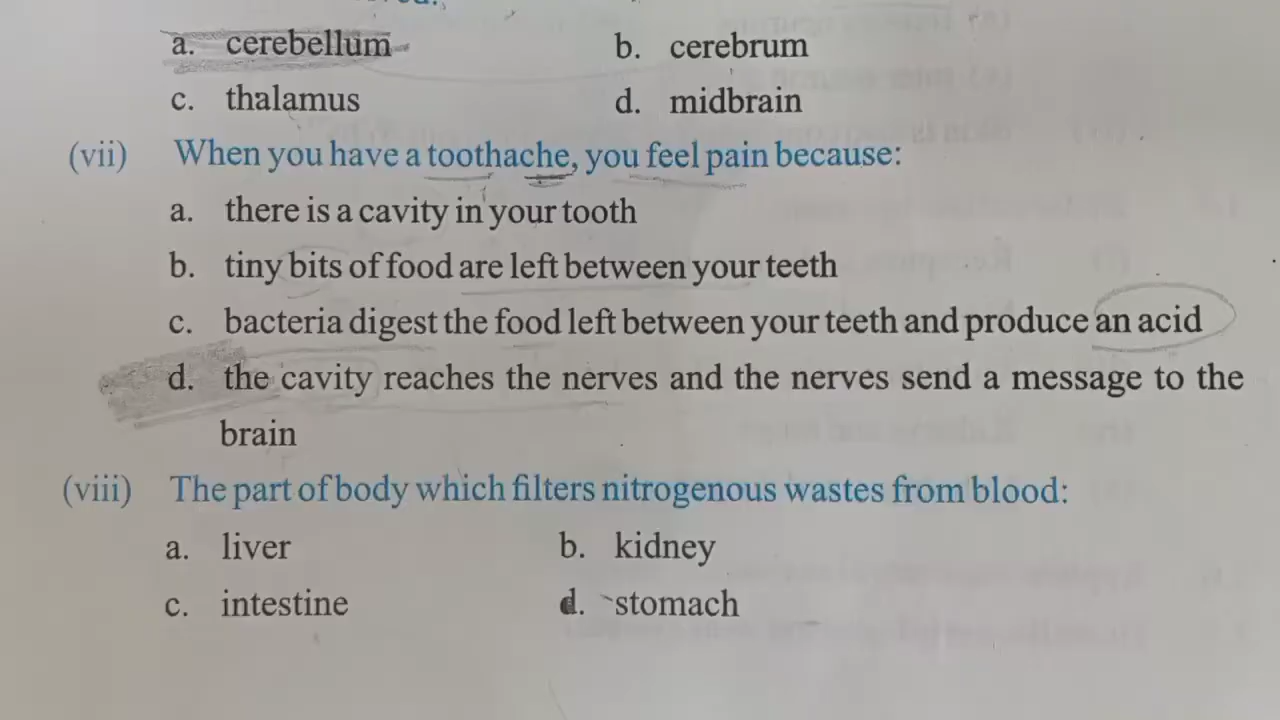 a. cerebellum b. cerebrum
c. thalamus d. midbrain
(vii) When you have a toothache, you feel pain because:
a. there is a cavity in your tooth
b. tiny bits of food are left between your teeth
c. bacteria digest the food left between your teeth and produce an acid
d. the cavity reaches the nerves and the nerves send a message to the
brain
(viii) The part of body which filters nitrogenous wastes from blood:
a. liver b. kidney
c. intestine d. stomach